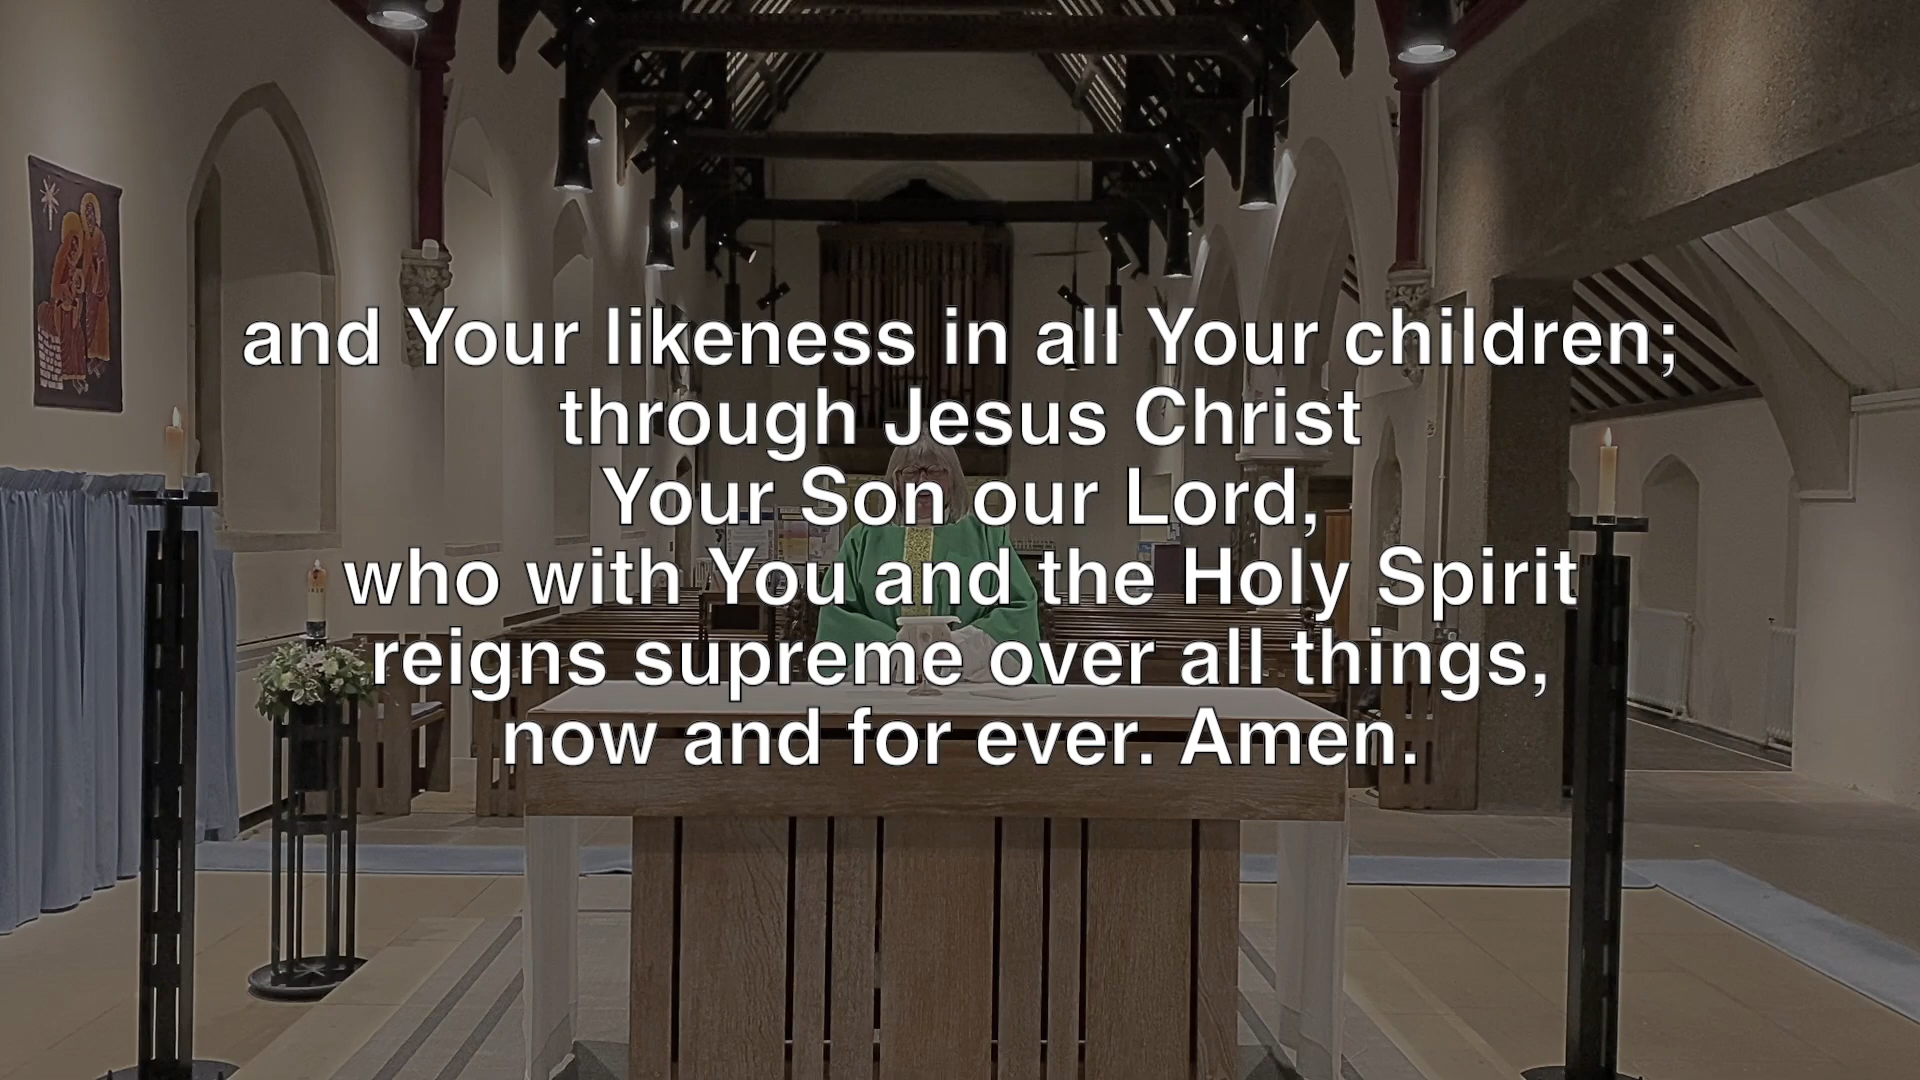 and Your likeness in all Your children;
through Jesus Christ
Your Son our Lord,
who with You and the Holy Spirit
reigns supreme over all things,
now and for ever. Amen.